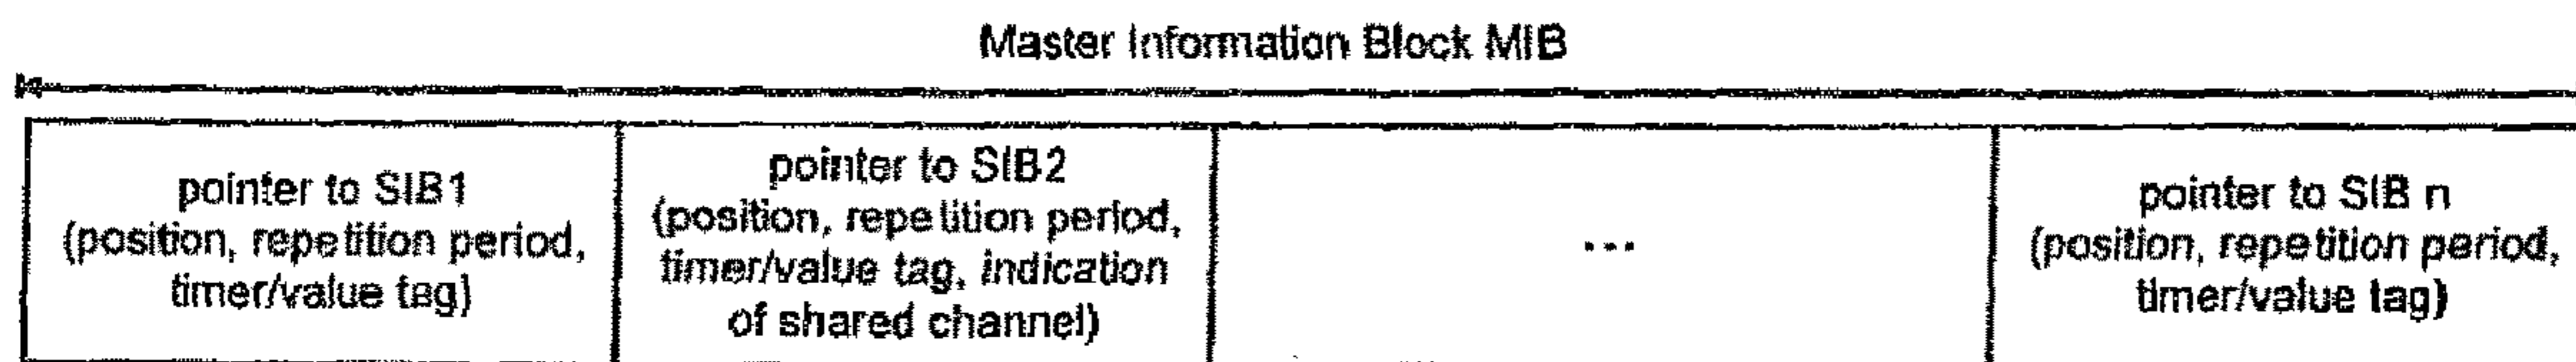 Master Information Block MIB
pointer to SIB1
(position, repetition period,
timer/value tag)
pointer to SIB2
(position, repetition period,
timer/value tag, indication
of shared channel)
...
pointer to SIB n
(position, repetition period,
timer/value tag)